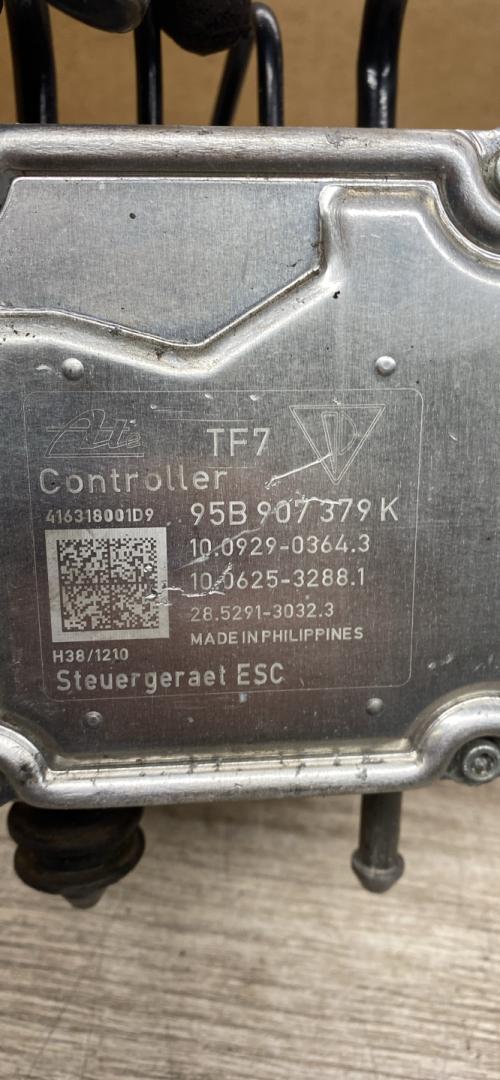 Ate TF7
Controller
416318001D9 95B 907 379 K
10.0929-0364.3
10.0625-3288.1
28.5291-3032.3
MADE IN PHILIPPINES
H38/1210
Steuergeraet ESC